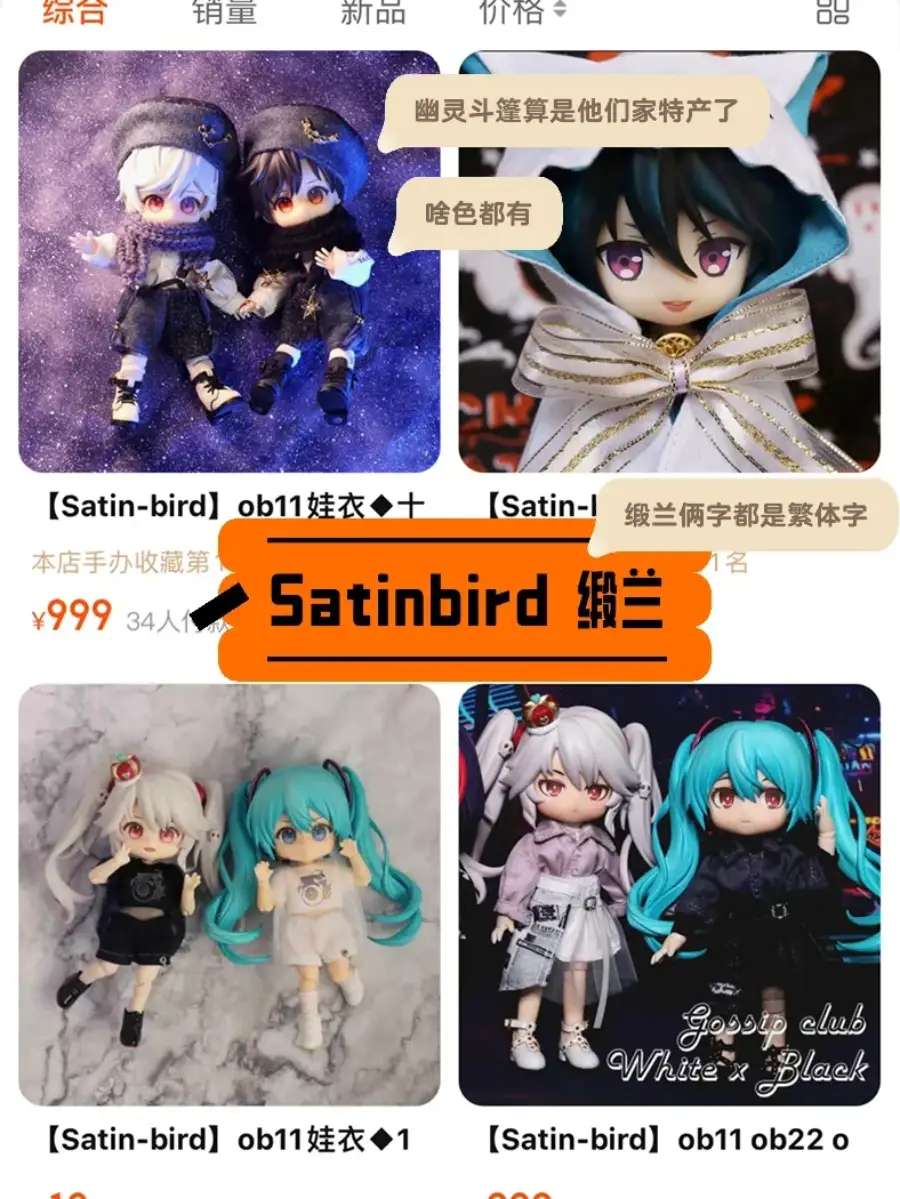 综合 销量 新品 价格
幽灵斗篷算是他们家特产了
啥色都有
【Satin-bird】ob11娃衣◆十
【Satin-
缎兰俩字都是繁体字
本店手办收藏第1
1名
Satinbird 缎兰
¥999 34人付款
Gossip club
White x Black
【Satin-bird】ob11娃衣◆1
【Satin-bird】ob11 ob22 o